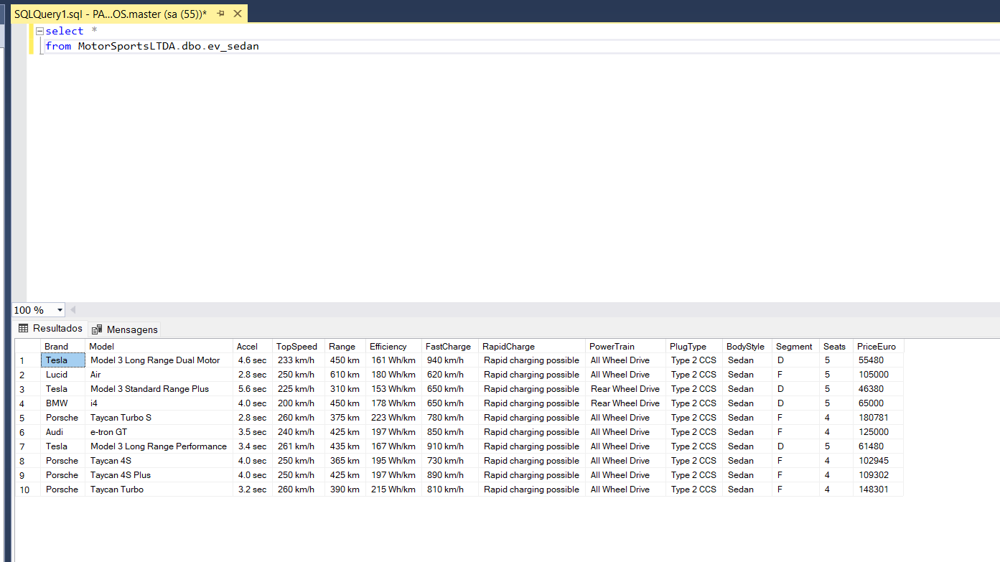 SQLQuery1.sql - PA...OS.master (sa (55))*
select *
from MotorSportsLTDA.dbo.ev_sedan
100 %
Resultados Mensagens
Brand Model Accel TopSpeed Range Efficiency FastCharge RapidCharge PowerTrain PlugType BodyStyle Segment Seats PriceEuro
1 Tesla Model 3 Long Range Dual Motor 4.6 sec 233 km/h 450 km 161 Wh/km 940 km/h Rapid charging possible All Wheel Drive Type 2 CCS Sedan D 5 55480
2 Lucid Air 2.8 sec 250 km/h 610 km 180 Wh/km 620 km/h Rapid charging possible All Wheel Drive Type 2 CCS Sedan F 5 105000
3 Tesla Model 3 Standard Range Plus 5.6 sec 225 km/h 310 km 153 Wh/km 650 km/h Rapid charging possible Rear Wheel Drive Type 2 CCS Sedan D 5 46380
4 BMW i4 4.0 sec 200 km/h 450 km 178 Wh/km 650 km/h Rapid charging possible Rear Wheel Drive Type 2 CCS Sedan D 5 65000
5 Porsche Taycan Turbo S 2.8 sec 260 km/h 375 km 223 Wh/km 780 km/h Rapid charging possible All Wheel Drive Type 2 CCS Sedan F 4 180781
6 Audi e-tron GT 3.5 sec 240 km/h 425 km 197 Wh/km 850 km/h Rapid charging possible All Wheel Drive Type 2 CCS Sedan F 4 125000
7 Tesla Model 3 Long Range Performance 3.4 sec 261 km/h 435 km 167 Wh/km 910 km/h Rapid charging possible All Wheel Drive Type 2 CCS Sedan D 5 61480
8 Porsche Taycan 4S 4.0 sec 250 km/h 365 km 195 Wh/km 730 km/h Rapid charging possible All Wheel Drive Type 2 CCS Sedan F 4 102945
9 Porsche Taycan 4S Plus 4.0 sec 250 km/h 425 km 197 Wh/km 890 km/h Rapid charging possible All Wheel Drive Type 2 CCS Sedan F 4 109302
10 Porsche Taycan Turbo 3.2 sec 260 km/h 390 km 215 Wh/km 810 km/h Rapid charging possible All Wheel Drive Type 2 CCS Sedan F 4 148301